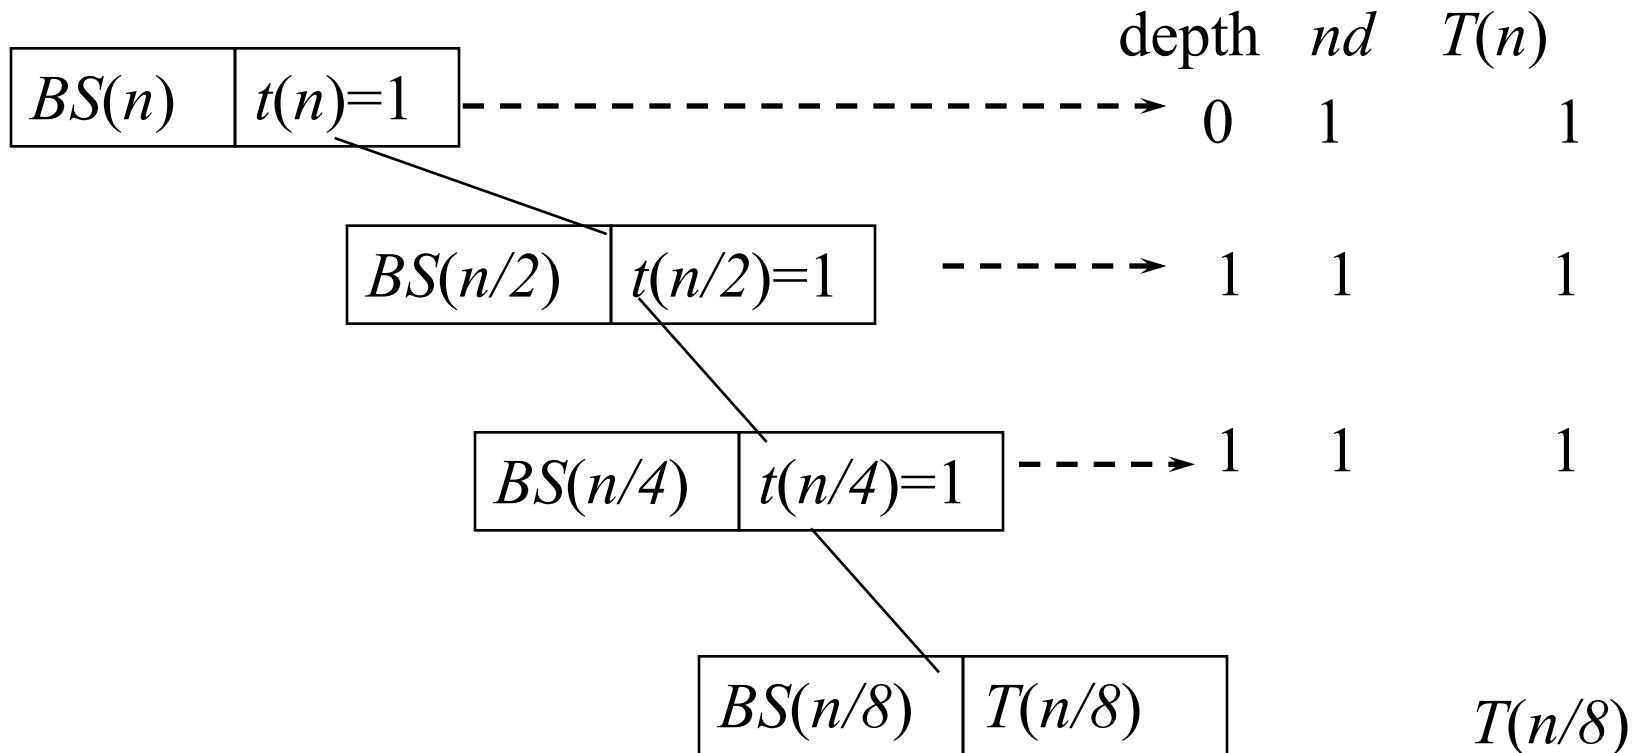 depth nd T(n)
BS(n) t(n)=1 0 1 1
BS(n/2) t(n/2)=1 1 1 1
BS(n/4) t(n/4)=1 1 1 1
BS(n/8) T(n/8) T(n/8)